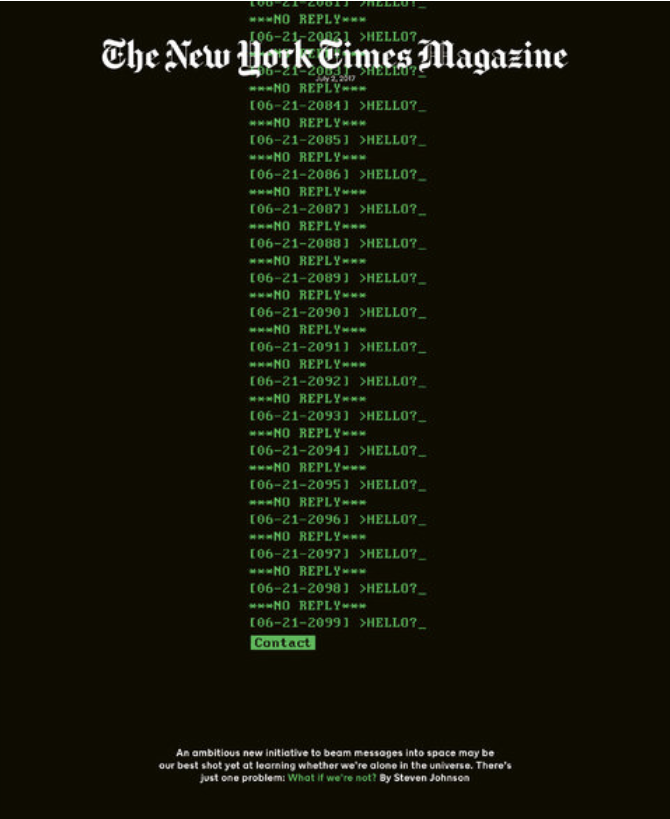 [06-21-2081] >HELLO?_
***NO REPLY***
[06-21-2082] >HELLO?_
The New York Times Magazine
[06-21-2083] >HELLO?_
July 2, 2017
***NO REPLY***
[06-21-2084] >HELLO?_
***NO REPLY***
[06-21-2085] >HELLO?_
***NO REPLY***
[06-21-2086] >HELLO?_
***NO REPLY***
[06-21-2087] >HELLO?_
***NO REPLY***
[06-21-2088] >HELLO?_
***NO REPLY***
[06-21-2089] >HELLO?_
***NO REPLY***
[06-21-2090] >HELLO?_
***NO REPLY***
[06-21-2091] >HELLO?_
***NO REPLY***
[06-21-2092] >HELLO?_
***NO REPLY***
[06-21-2093] >HELLO?_
***NO REPLY***
[06-21-2094] >HELLO?_
***NO REPLY***
[06-21-2095] >HELLO?_
***NO REPLY***
[06-21-2096] >HELLO?_
***NO REPLY***
[06-21-2097] >HELLO?_
***NO REPLY***
[06-21-2098] >HELLO?_
***NO REPLY***
[06-21-2099] >HELLO?_
Contact
An ambitious new initiative to beam messages into space may be
our best shot yet at learning whether we're alone in the universe. There's
just one problem: What if we're not? By Steven Johnson